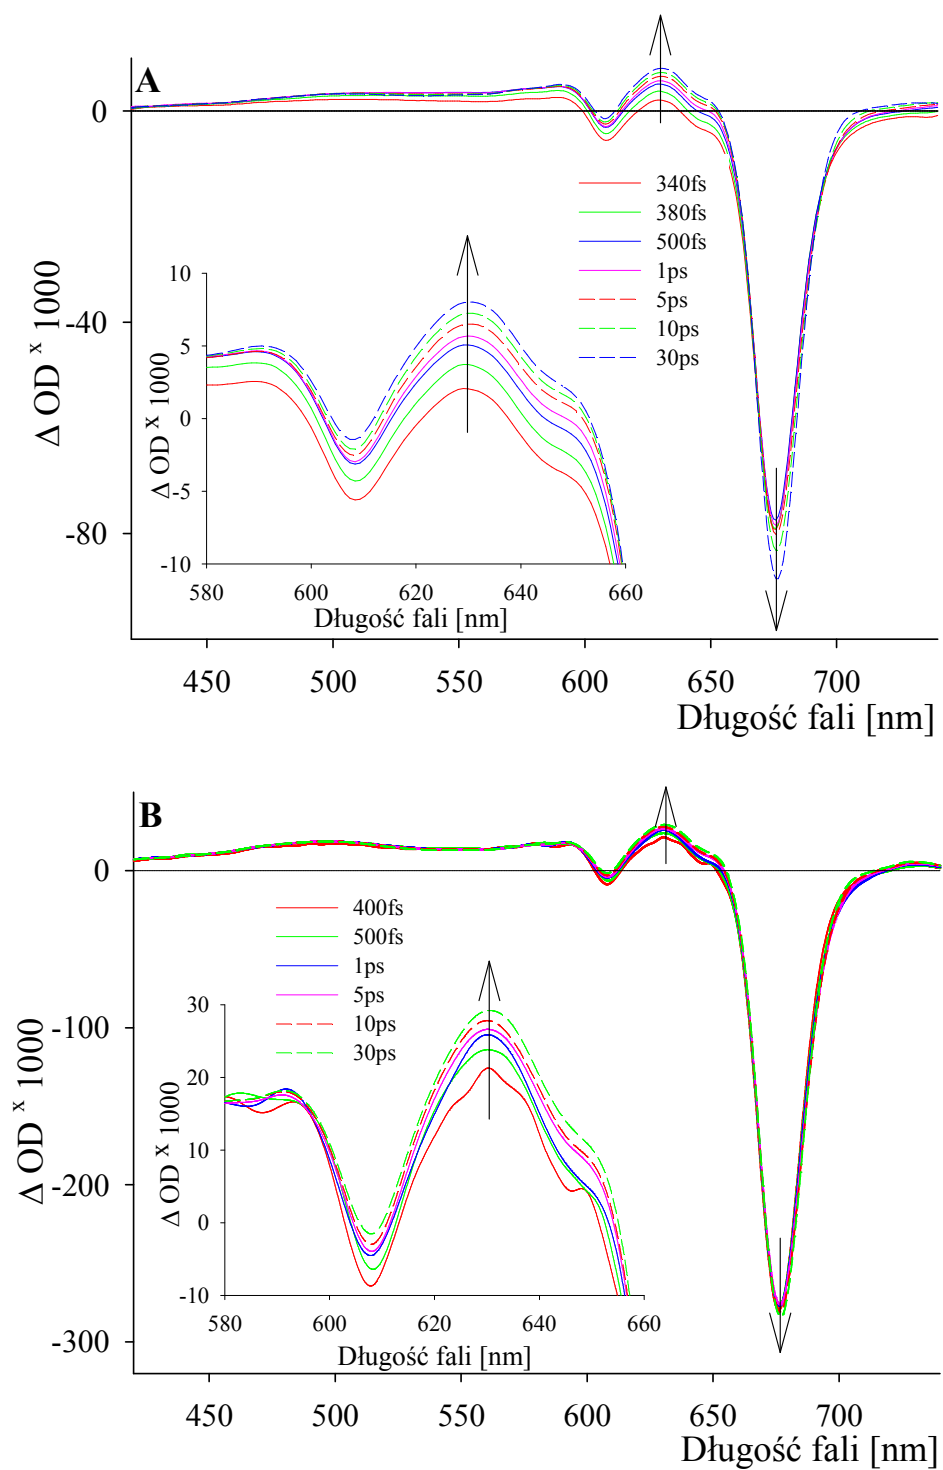 A
0
-40
-80
Δ OD x 1000
340fs
380fs
500fs
1ps
5ps
10ps
30ps
10
5
0
-5
-10
Δ OD x 1000
580 600 620 640 660
Długość fali [nm]
450 500 550 600 650 700
Długość fali [nm]
B
0
-100
-200
-300
Δ OD x 1000
400fs
500fs
1ps
5ps
10ps
30ps
30
20
10
0
-10
Δ OD x 1000
580 600 620 640 660
Długość fali [nm]
450 500 550 600 650 700
Długość fali [nm]